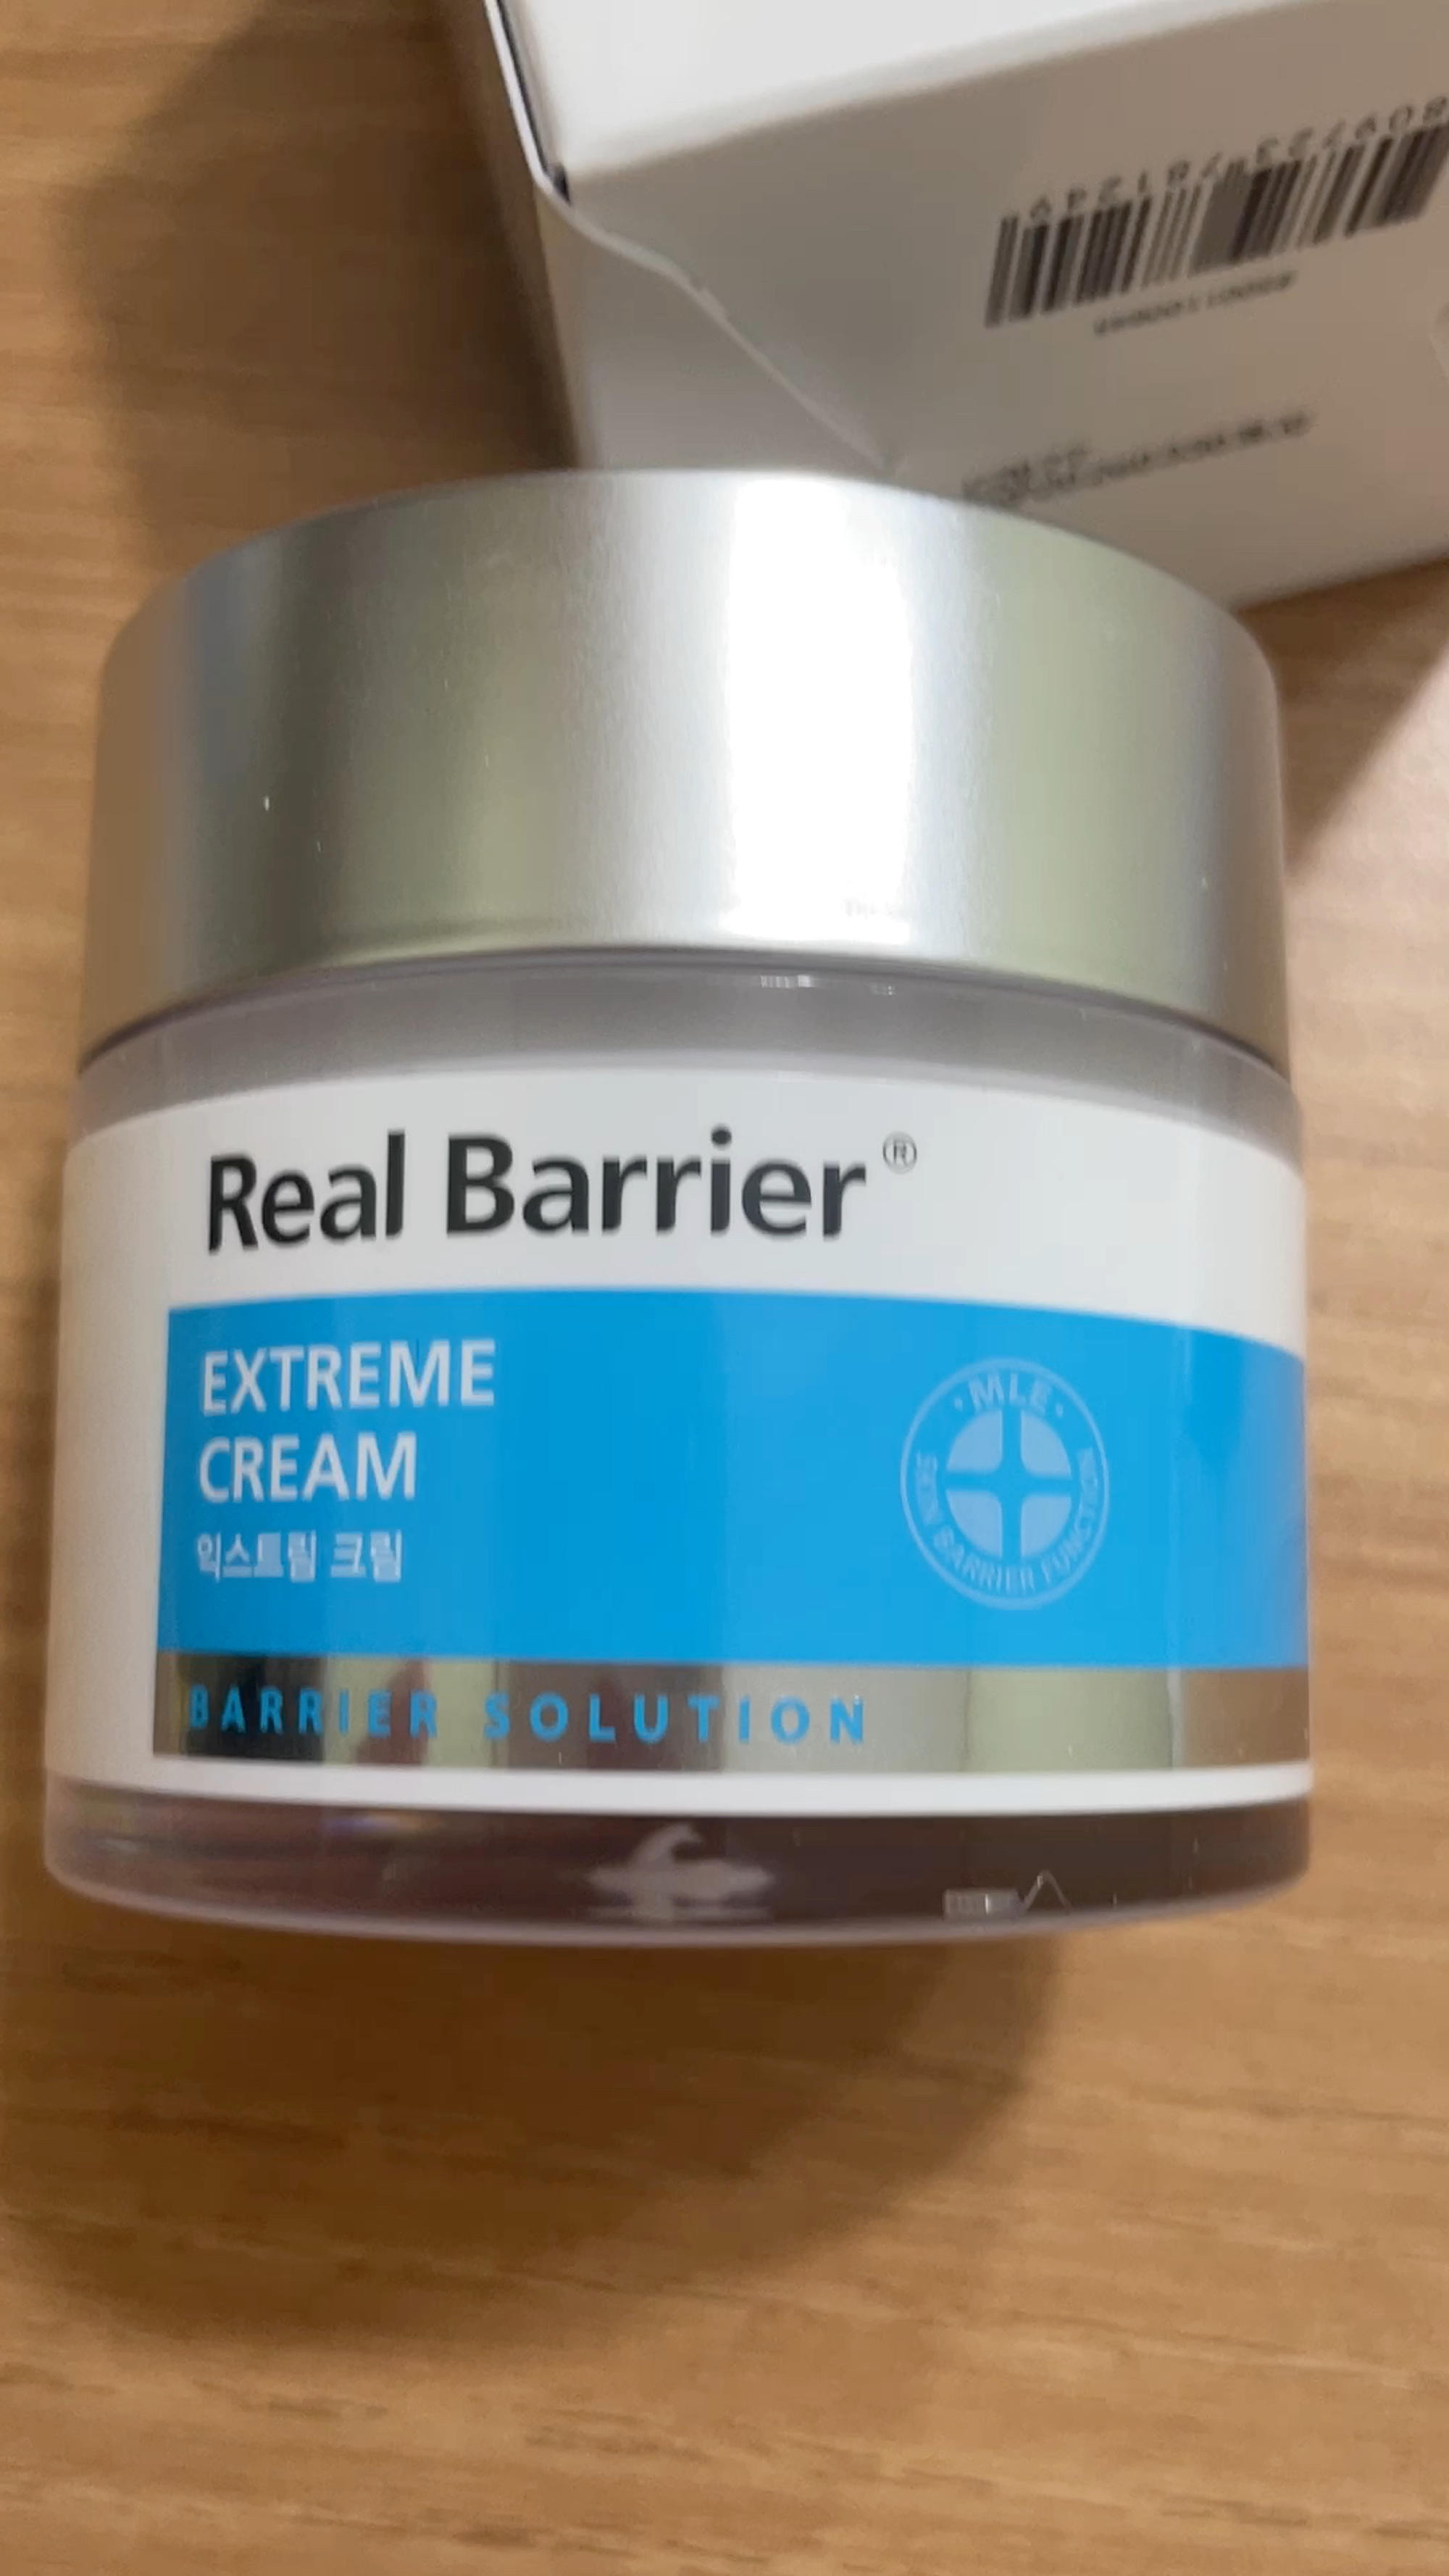 Real Barrier®
EXTREME
CREAM
익스트림 크림
· MLE ·
SKIN BARRIER FUNCTION
BARRIER SOLUTION